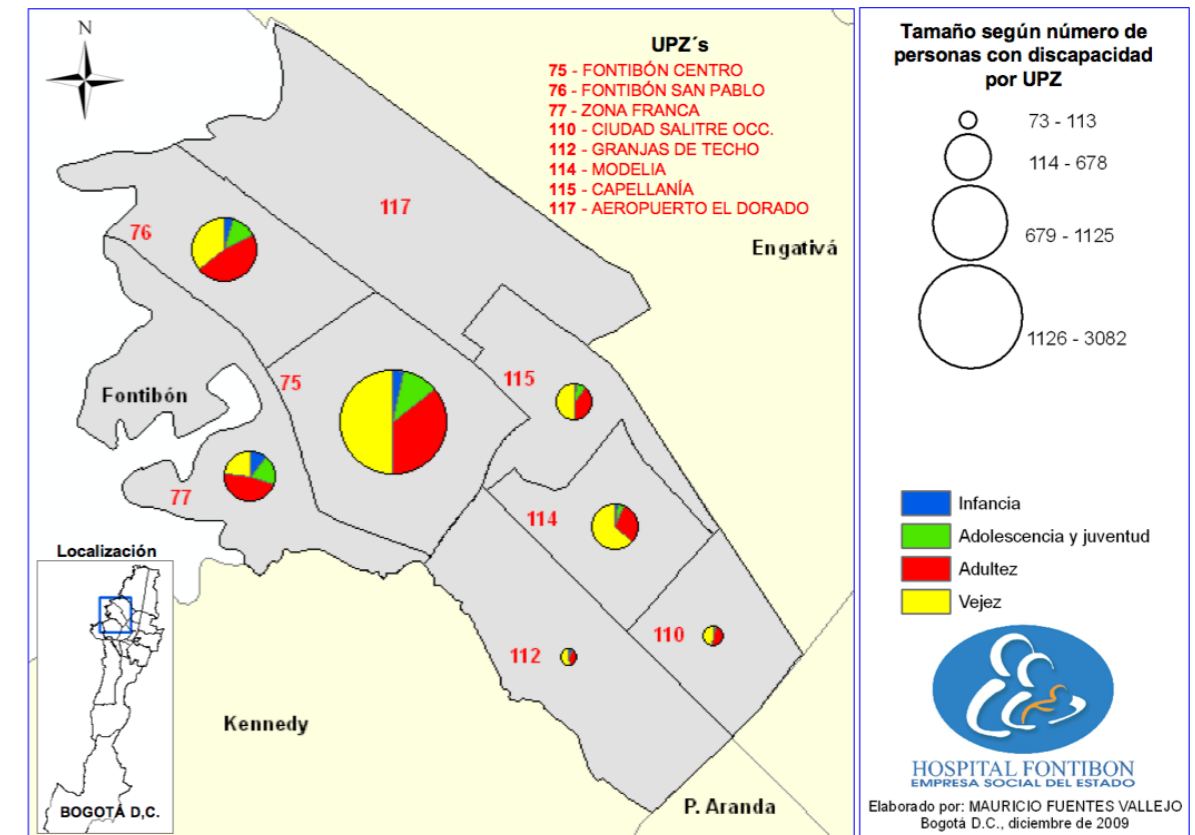 N
UPZ´s
75 - FONTIBÓN CENTRO
76 - FONTIBÓN SAN PABLO
77 - ZONA FRANCA
110 - CIUDAD SALITRE OCC.
112 - GRANJAS DE TECHO
114 - MODELIA
115 - CAPELLANÍA
117 - AEROPUERTO EL DORADO
117
76
Engativá
75
115
Fontibón
77
114
110
112
Kennedy
P. Aranda
Localización
BOGOTÁ D,C.
Tamaño según número de
personas con discapacidad
por UPZ
73 - 113
114 - 678
679 - 1125
1126 - 3082
Infancia
Adolescencia y juventud
Adultez
Vejez
HOSPITAL FONTIBON
EMPRESA SOCIAL DEL ESTADO
Elaborado por: MAURICIO FUENTES VALLEJO
Bogotá D.C., diciembre de 2009